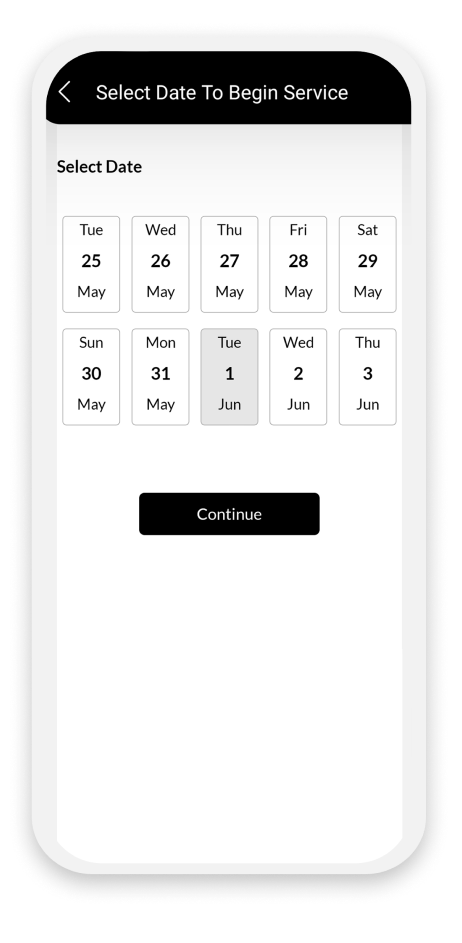 Select Date To Begin Service
Select Date
Tue Wed Thu Fri Sat
25 26 27 28 29
May May May May May
Sun Mon Tue Wed Thu
30 31 1 2 3
May May Jun Jun Jun
Continue